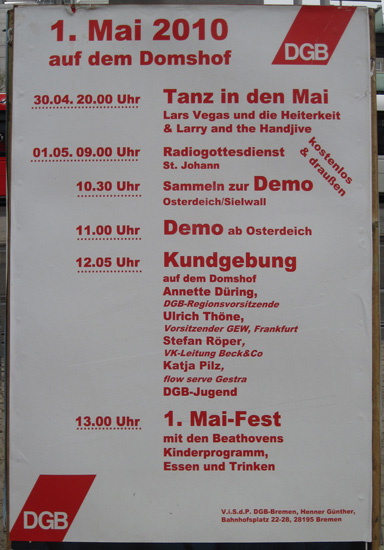 1. Mai 2010
auf dem Domshof
DGB
30.04. 20.00 Uhr Tanz in den Mai
Lars Vegas und die Heiterkeit
& Larry and the Handjive
kostenlos
& draußen
01.05. 09.00 Uhr Radiogottesdienst
St. Johann
10.30 Uhr Sammeln zur Demo
Osterdeich/Sielwall
11.00 Uhr Demo ab Osterdeich
12.05 Uhr Kundgebung
auf dem Domshof
Annette Düring,
DGB-Regionsvorsitzende
Ulrich Thöne,
Vorsitzender GEW, Frankfurt
Stefan Röper,
VK-Leitung Beck&Co
Katja Pilz,
flow serve Gestra
DGB-Jugend
13.00 Uhr 1. Mai-Fest
mit den Beathovens
Kinderprogramm,
Essen und Trinken
DGB
V.i.S.d.P. DGB-Bremen, Henner Günther,
Bahnhofsplatz 22-28, 28195 Bremen